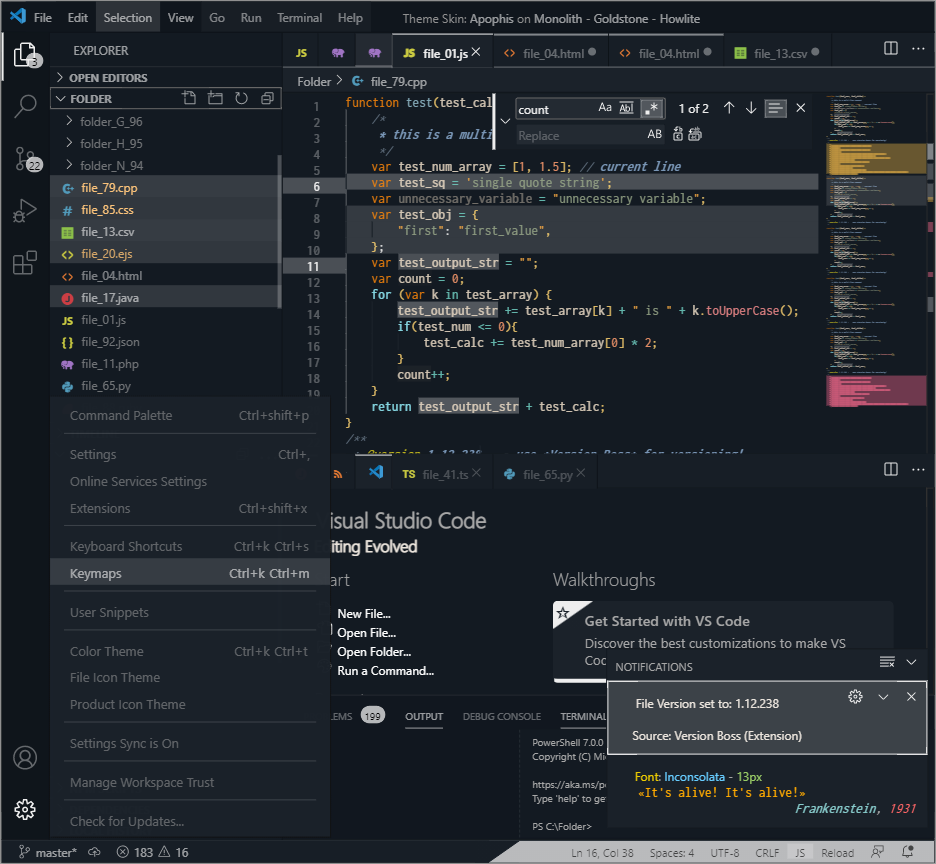 File Edit Selection View Go Run Terminal Help Theme Skin: Apophis on Monolith - Goldstone - Howlite
3
22
EXPLORER
OPEN EDITORS
FOLDER
folder_G_96
folder_H_95
folder_N_94
file_79.cpp
file_85.css
file_13.csv
file_20.ejs
file_04.html
file_17.java
file_01.js
file_92.json
file_11.php
file_65.py
Command Palette Ctrl+shift+p
Settings Ctrl+,
Online Services Settings
Extensions Ctrl+shift+x
Keyboard Shortcuts Ctrl+k Ctrl+s
Keymaps Ctrl+k Ctrl+m
User Snippets
Color Theme Ctrl+k Ctrl+t
File Icon Theme
Product Icon Theme
Settings Sync is On
Manage Workspace Trust
Check for Updates...
JS php php JS file_01.js file_04.html file_04.html file_13.csv
Folder > file_79.cpp
count Aa Abl .* 1 of 2
Replace AB
1 function test(test_cal
2 /*
3 * this is a multi
4 */
5 var test_num_array = [1, 1.5]; // current line
6 var test_sq = 'single quote string';
7 var unnecessary_variable = "unnecessary variable";
8 var test_obj = {
9 "first": "first_value",
10 };
11 var test_output_str = "";
12 var count = 0;
13 for (var k in test_array) {
14 test_output_str += test_array[k] + " is " + k.toUpperCase();
15 if(test_num <= 0){
16 test_calc += test_num_array[0] * 2;
17 }
18 count++;
19 }
return test_output_str + test_calc;
}
/**
TS file_41.ts file_65.py
isual Studio Code
iting Evolved
art
New File...
Open File...
Open Folder...
Run a Command...
Walkthroughs
Get Started with VS Code
Discover the best customizations to make VS
Coc
LEMS 199 OUTPUT DEBUG CONSOLE TERMINAL
PowerShell 7.0.0
Copyright (C) Mi
https://aka.ms/p
Type 'help' to ge
PS C:\Folder>
NOTIFICATIONS
File Version set to: 1.12.238
Source: Version Boss (Extension)
Font: Inconsolata - 13px
«It's alive! It's alive!»
Frankenstein, 1931
master* 183 16 Ln 16, Col 38 Spaces: 4 UTF-8 CRLF JS Reload